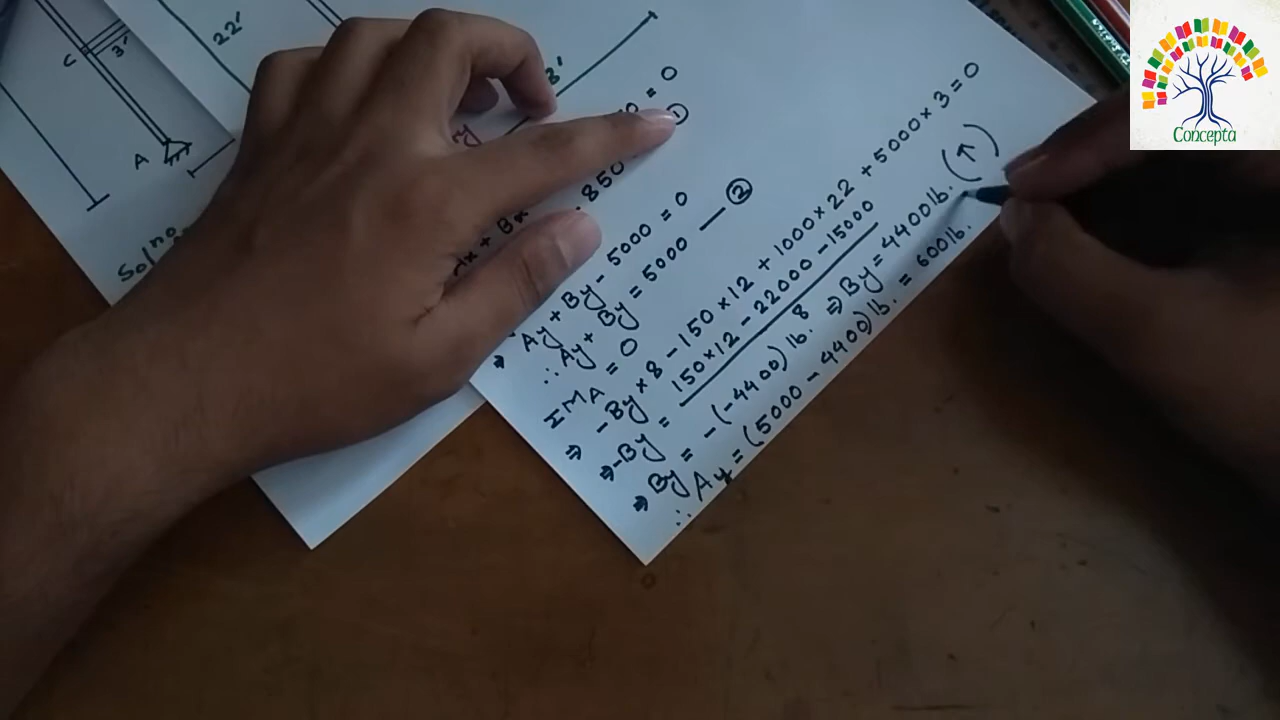 22'
C
3'
A
Soln
3'
Ax + Bx
850
= 0
①
⇒ Ay + By - 5000 = 0
∴ Ay + By = 5000 — ②
ΣMA = 0
⇒ -By × 8 - 150 × 12 + 1000 × 22 + 5000 × 3 = 0
⇒ -By = 150×12 - 22000 - 15000
8
⇒ By = -(-4400) lb. ⇒ By = 4400 lb. (↑)
∴ Ay = (5000 - 4400) lb. = 600 lb.
Concepta